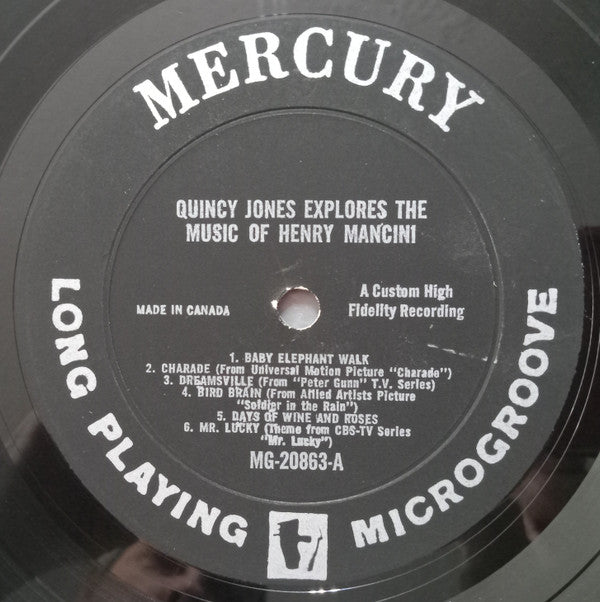 MERCURY
QUINCY JONES EXPLORES THE
MUSIC OF HENRY MANCINI
MADE IN CANADA
A Custom High
Fidelity Recording
1. BABY ELEPHANT WALK
2. CHARADE (From Universal Motion Picture "Charade")
3. DREAMSVILLE (From "Peter Gunn" T.V. Series)
4. BIRD BRAIN (From Allied Artists Picture
"Soldier in the Rain")
5. DAYS OF WINE AND ROSES
6. MR. LUCKY (Theme from CBS-TV Series
"Mr. Lucky")
MG-20863-A
LONG PLAYING MICROGROOVE